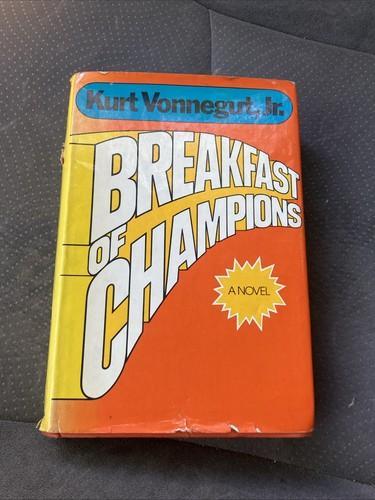 Kurt Vonnegut, Jr.
BREAKFAST
OF
CHAMPIONS
A NOVEL